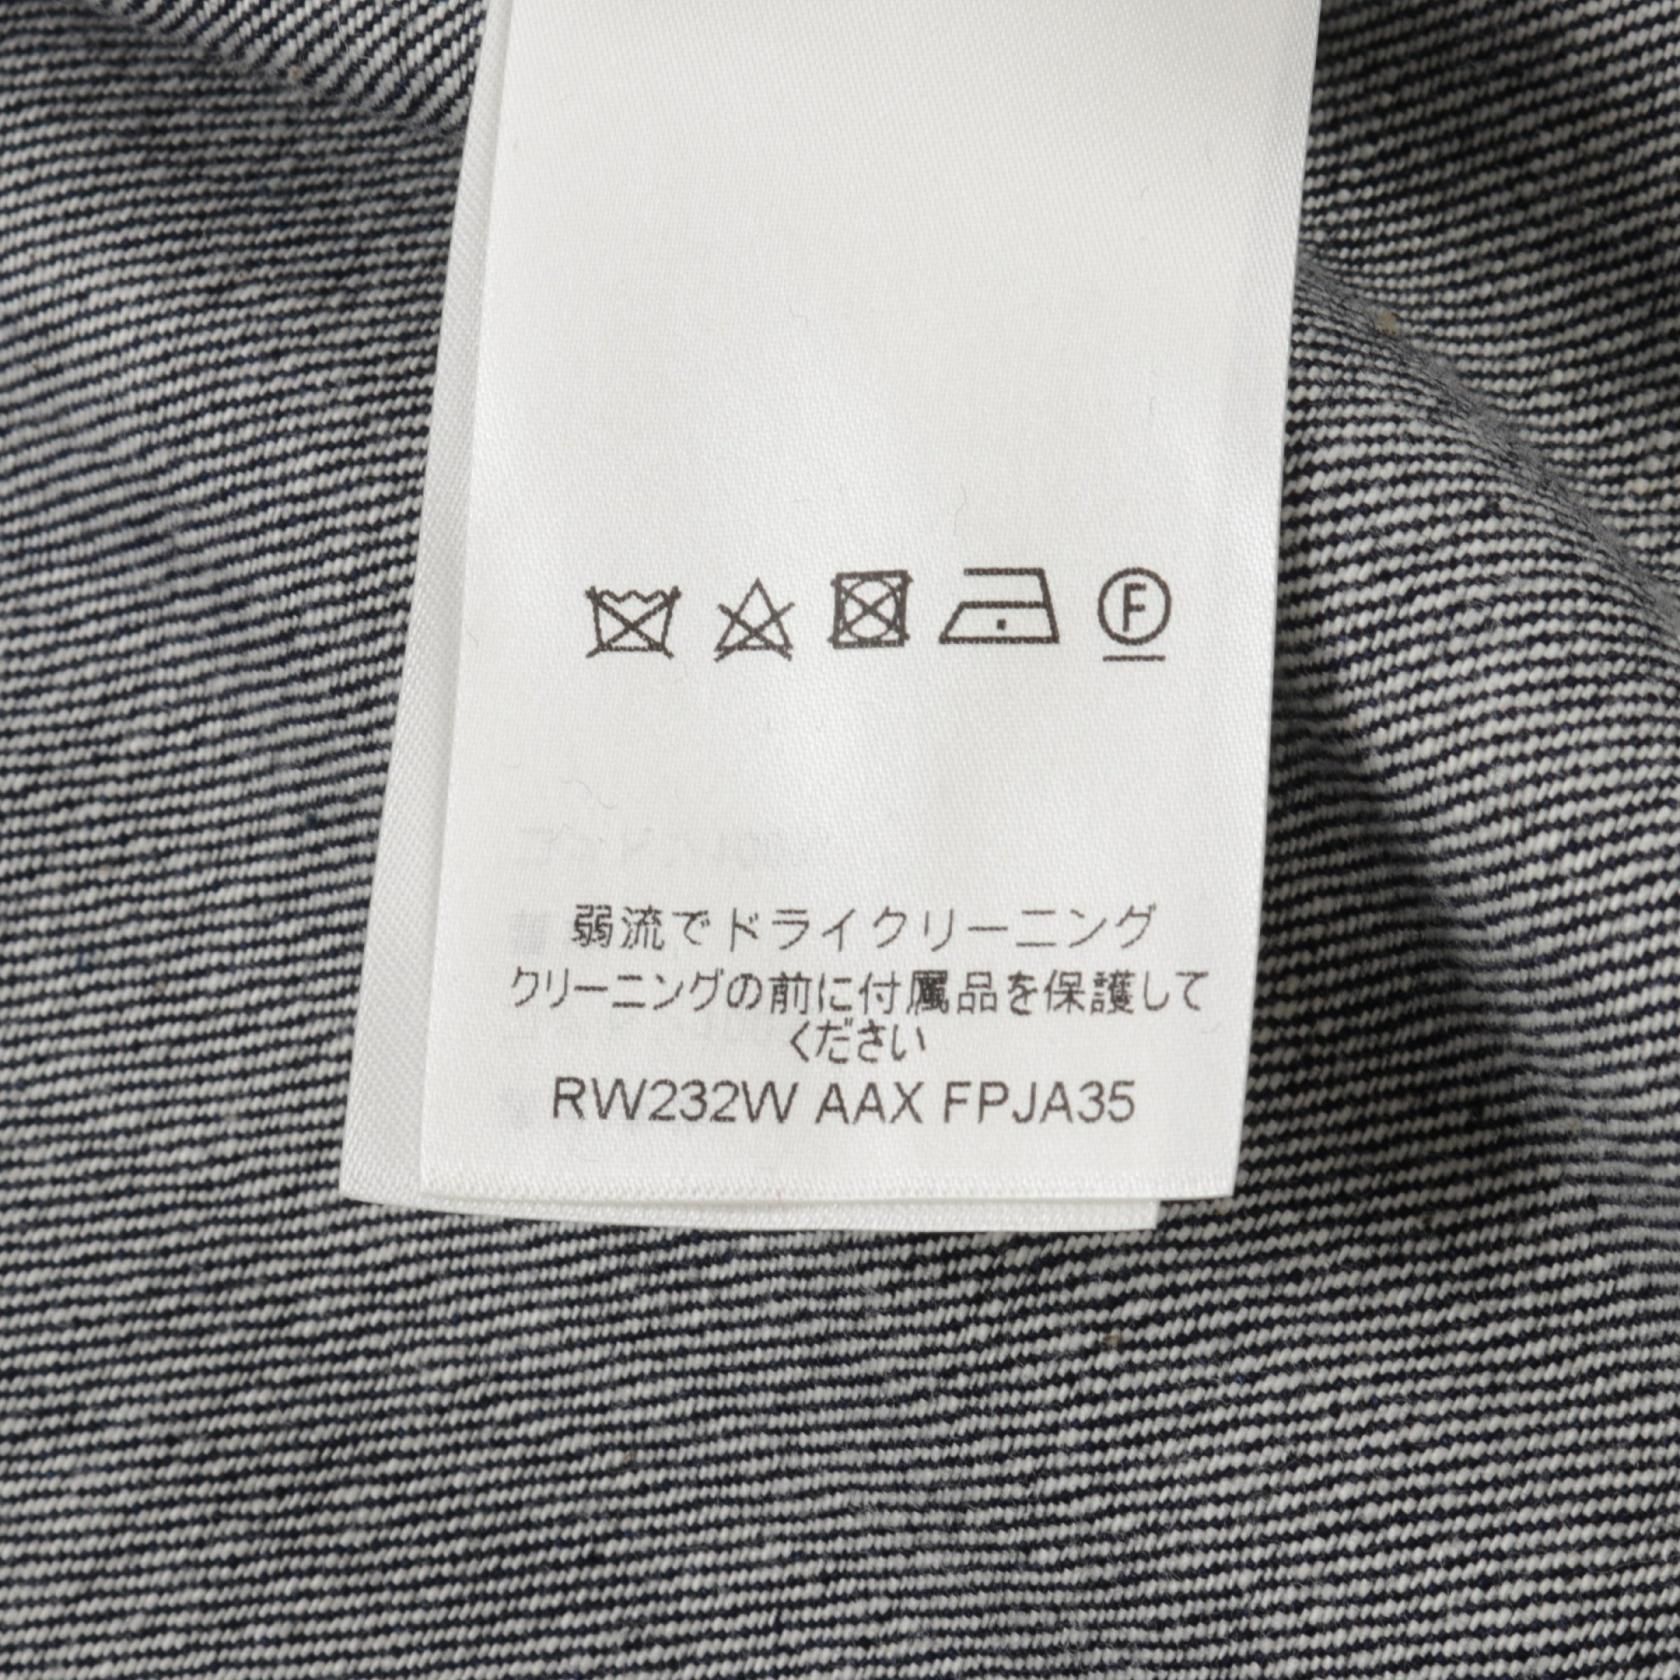 F
弱流でドライクリーニング
クリーニングの前に付属品を保護して
ください
RW232W AAX FPJA35